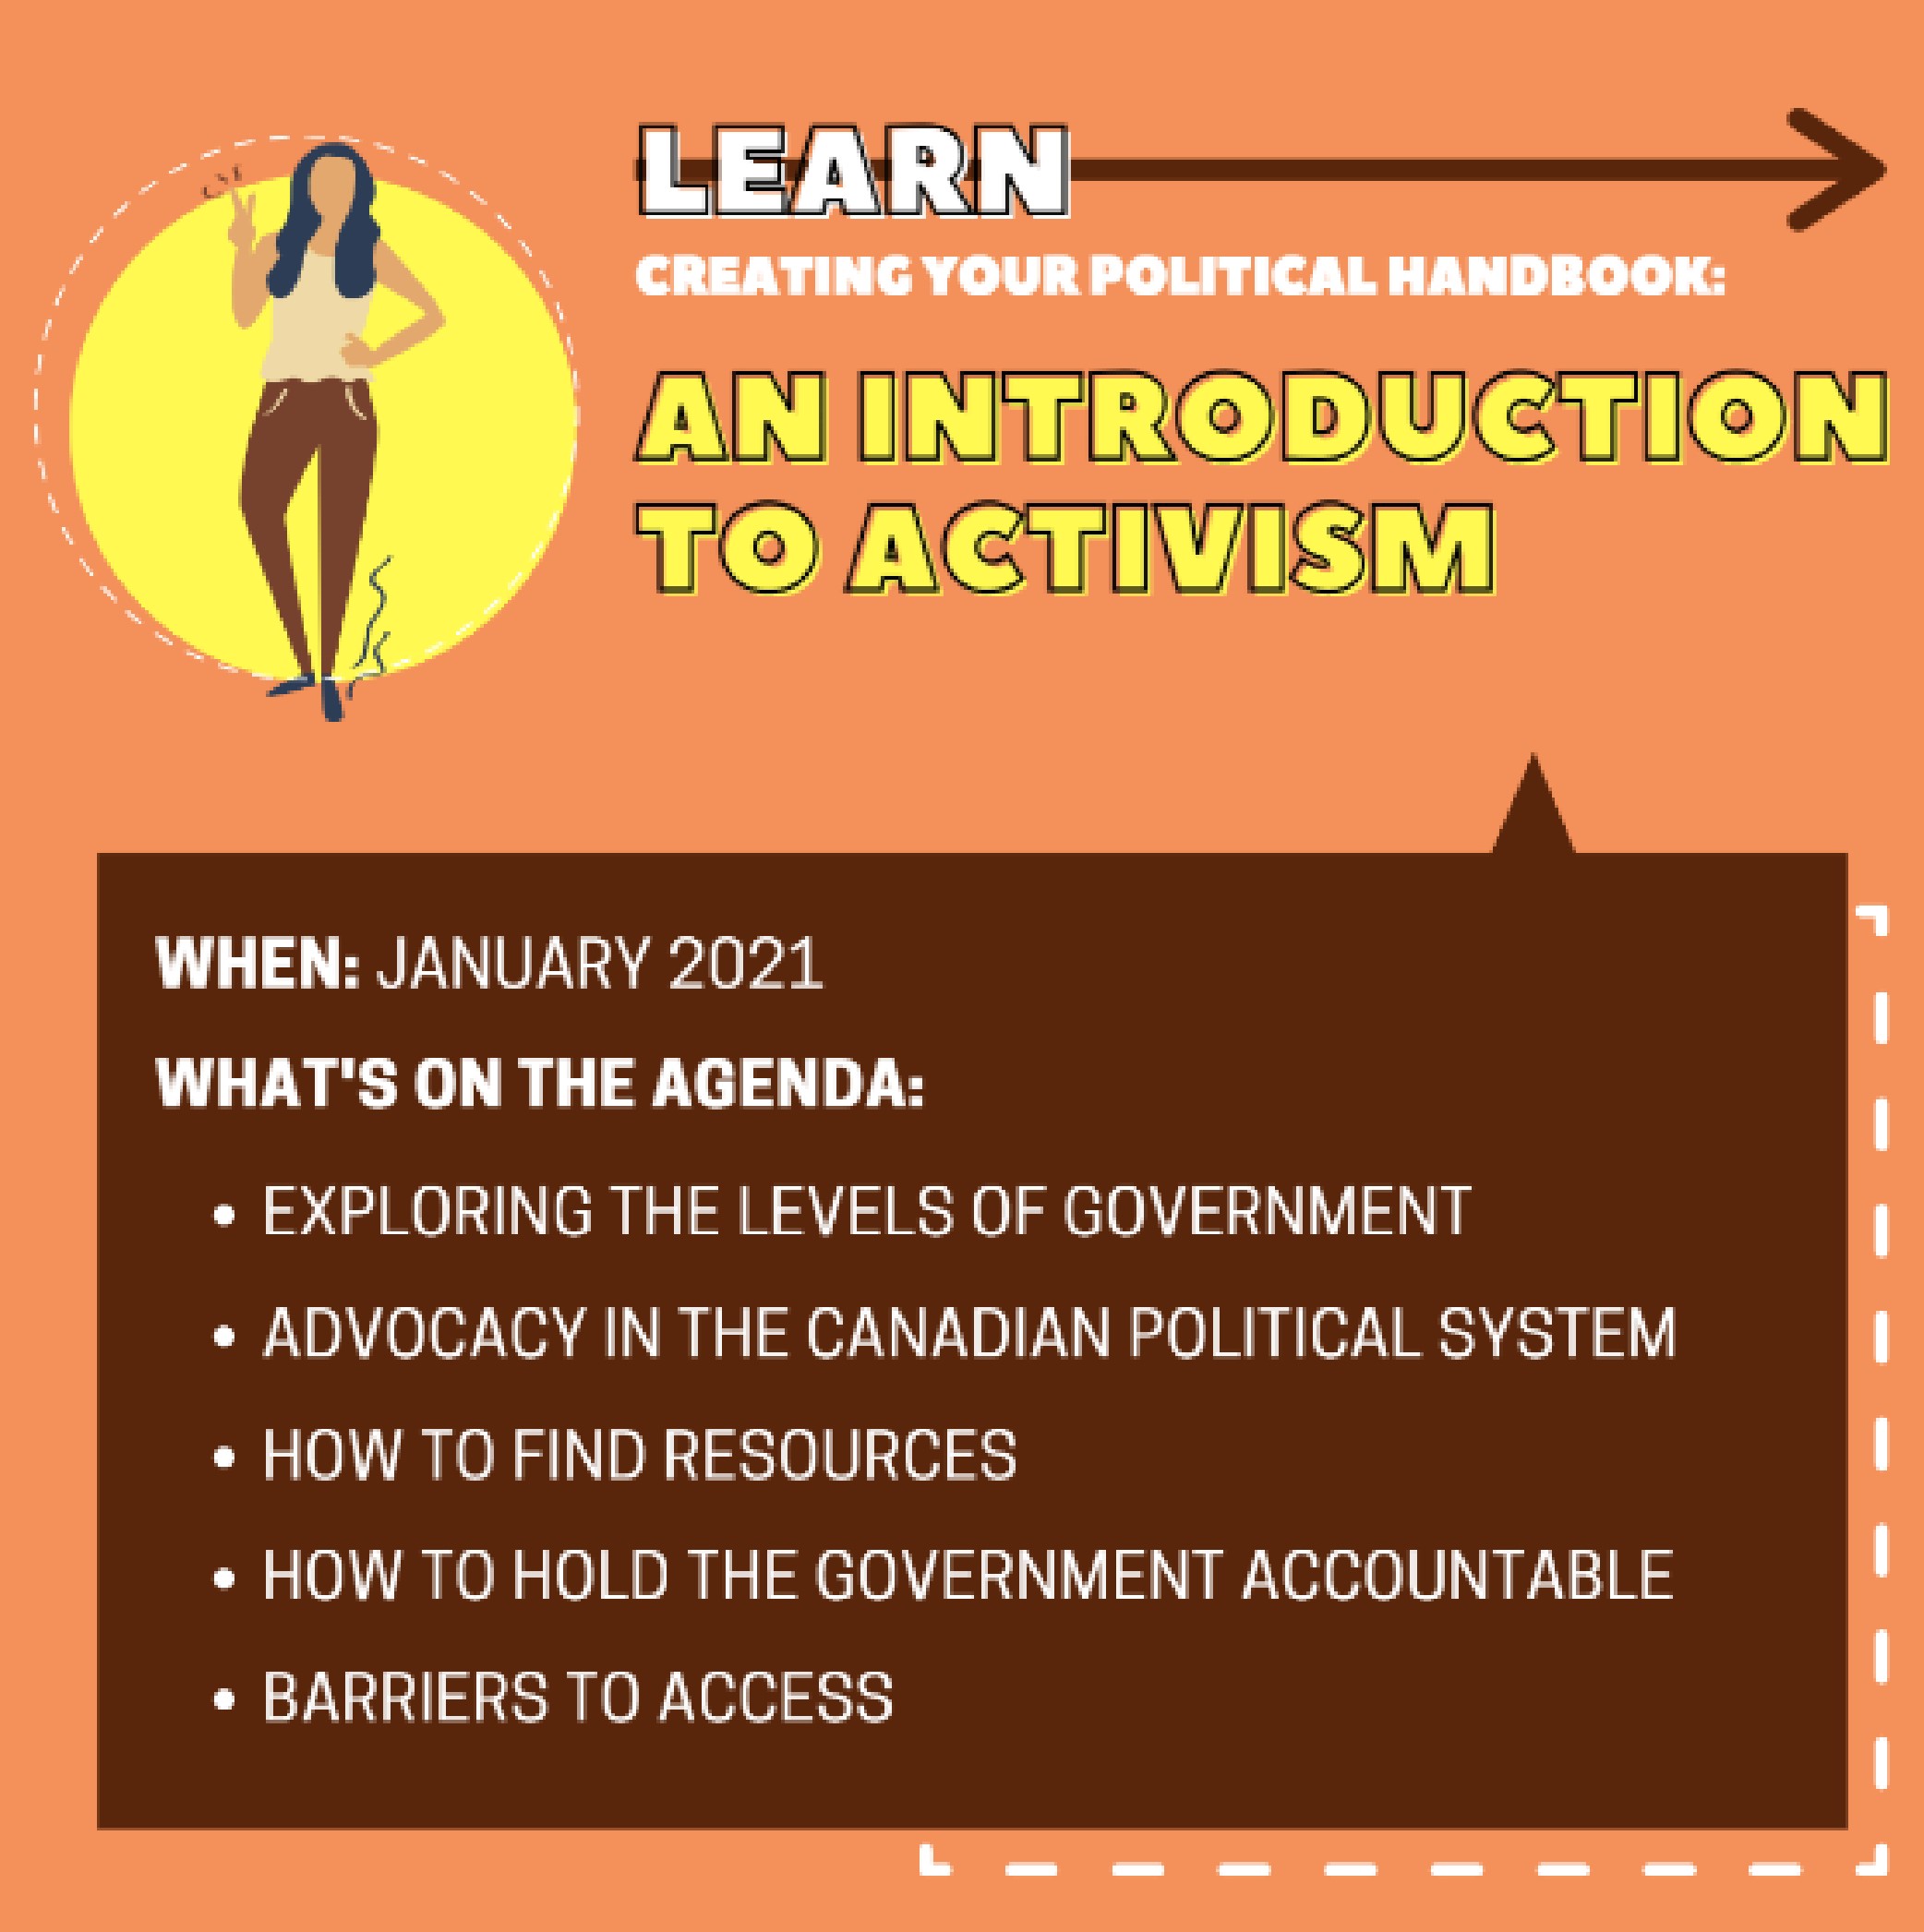 LEARN
CREATING YOUR POLITICAL HANDBOOK:
AN INTRODUCTION
TO ACTIVISM
WHEN: JANUARY 2021
WHAT'S ON THE AGENDA:
• EXPLORING THE LEVELS OF GOVERNMENT
• ADVOCACY IN THE CANADIAN POLITICAL SYSTEM
• HOW TO FIND RESOURCES
• HOW TO HOLD THE GOVERNMENT ACCOUNTABLE
• BARRIERS TO ACCESS